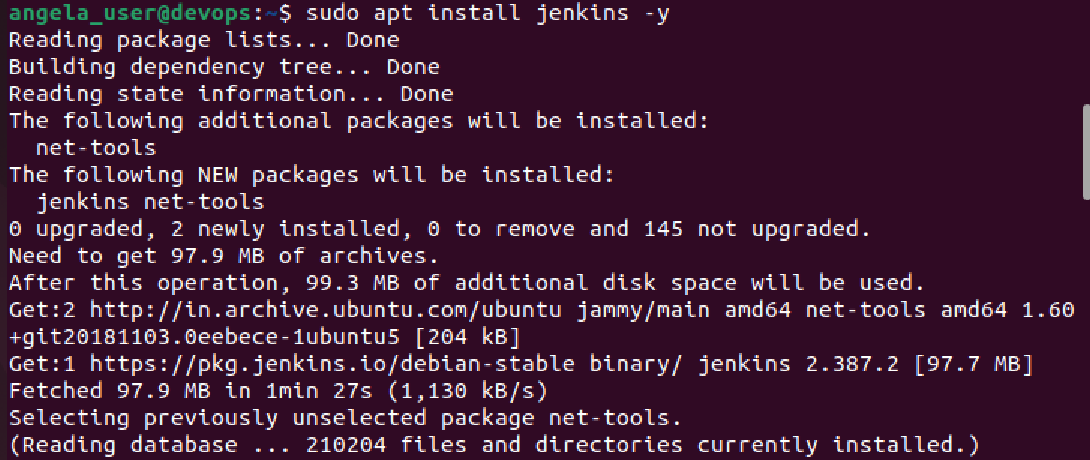 angela_user@devops:~$ sudo apt install jenkins -y
Reading package lists... Done
Building dependency tree... Done
Reading state information... Done
The following additional packages will be installed:
  net-tools
The following NEW packages will be installed:
  jenkins net-tools
0 upgraded, 2 newly installed, 0 to remove and 145 not upgraded.
Need to get 97.9 MB of archives.
After this operation, 99.3 MB of additional disk space will be used.
Get:2 http://in.archive.ubuntu.com/ubuntu jammy/main amd64 net-tools amd64 1.60
+git20181103.0eebece-1ubuntu5 [204 kB]
Get:1 https://pkg.jenkins.io/debian-stable binary/ jenkins 2.387.2 [97.7 MB]
Fetched 97.9 MB in 1min 27s (1,130 kB/s)
Selecting previously unselected package net-tools.
(Reading database ... 210204 files and directories currently installed.)